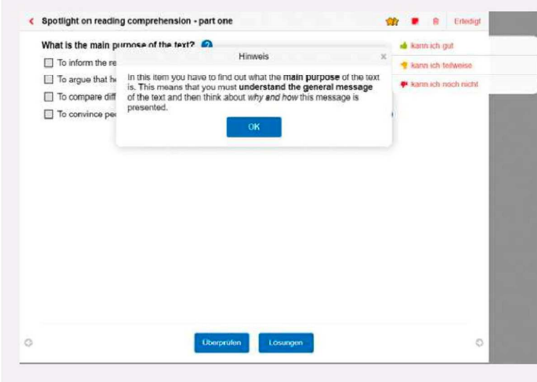 Spotlight on reading comprehension - part one
Erledigt
What is the main purpose of the text?
kann ich gut
kann ich teilweise
kann ich noch nicht
To inform the re
To argue that h
To compare diff
To convince pe
Hinweis
In this item you have to find out what the main purpose of the text
is. This means that you must understand the general message
of the text and then think about why and how this message is
presented.
OK
Überprüfen
Lösungen